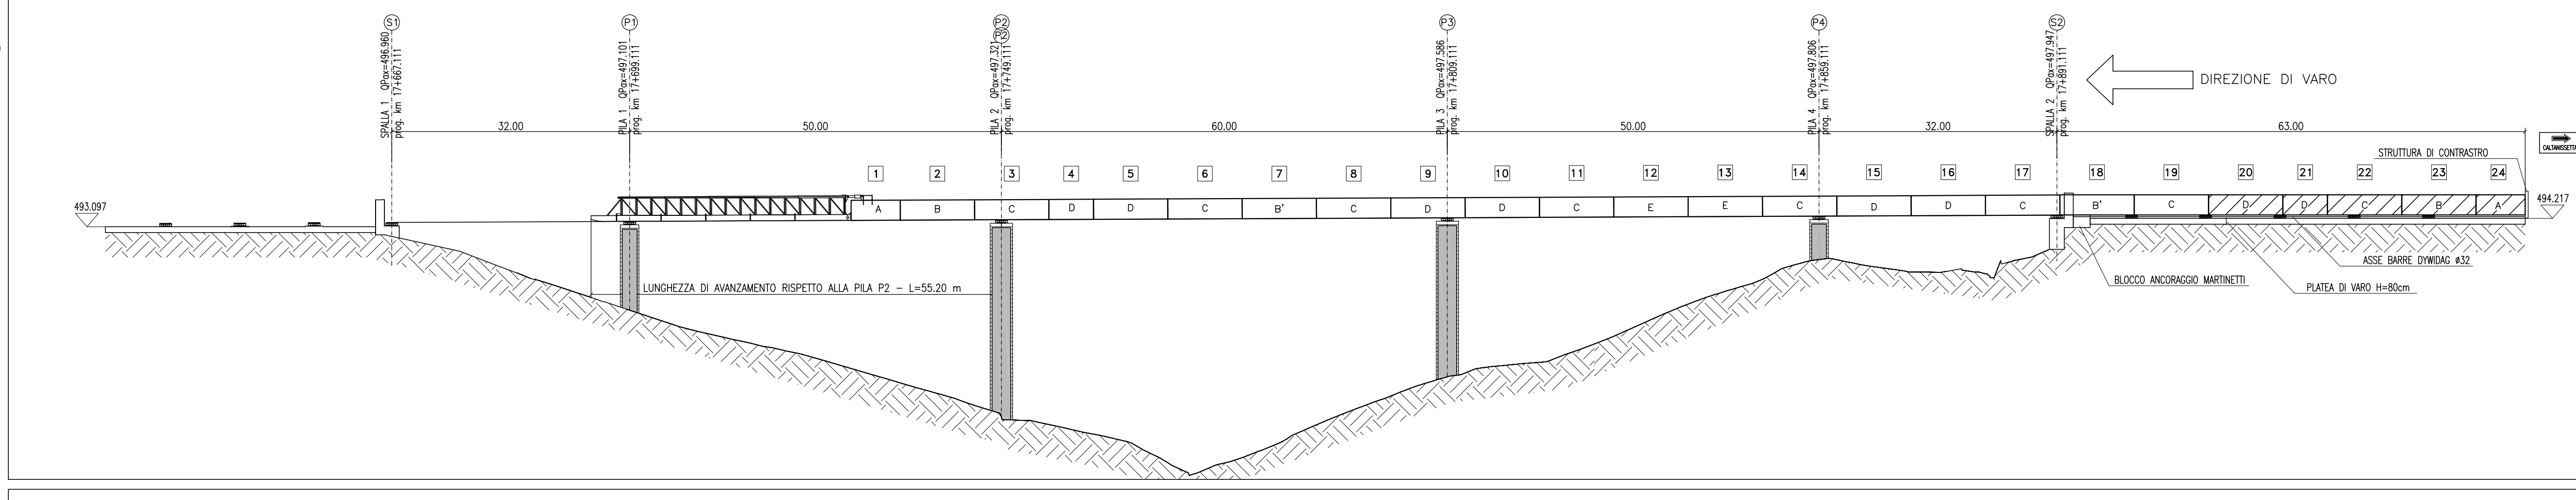 S1
P1
P2
P2
P3
P4
S2
SPALLA 1 QPax=496.960
prog. km 17+667.111
PILA 1 QPax=497.101
prog. km 17+699.111
PILA 2 QPax=497.321
prog. km 17+749.111
PILA 3 QPax=497.586
prog. km 17+809.111
PILA 4 QPax=497.806
prog. km 17+859.111
SPALLA 2 QPax=497.947
prog. km 17+891.111
DIREZIONE DI VARO
32.00
50.00
60.00
50.00
32.00
63.00
CALTANISSETTA
STRUTTURA DI CONTRASTRO
1 2 3 4 5 6 7 8 9 10 11 12 13 14 15 16 17 18 19 20 21 22 23 24
493.097
494.217
A B C D D C B' C D D C E E C D D C B' C D D C B A
ASSE BARRE DYWIDAG ø32
BLOCCO ANCORAGGIO MARTINETTI
PLATEA DI VARO H=80cm
LUNGHEZZA DI AVANZAMENTO RISPETTO ALLA PILA P2 - L=55.20 m